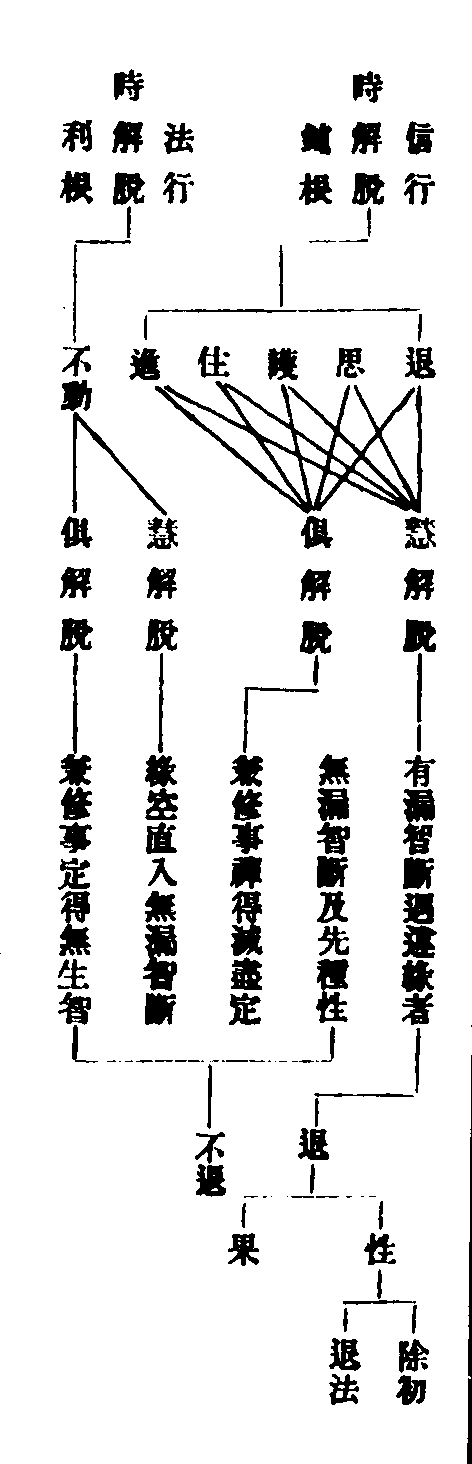 信行
時解脫
鈍根
法行
時解脫
利根
退
思
護
住
進
不動
慧解脫
俱解脫
慧解脫
俱解脫
有漏智斷遇違緣者
無漏智斷及先種性
兼修事禪得滅盡定
緣空直入無漏智斷
兼修事定得無生智
退
不退
性
果
除初
退法